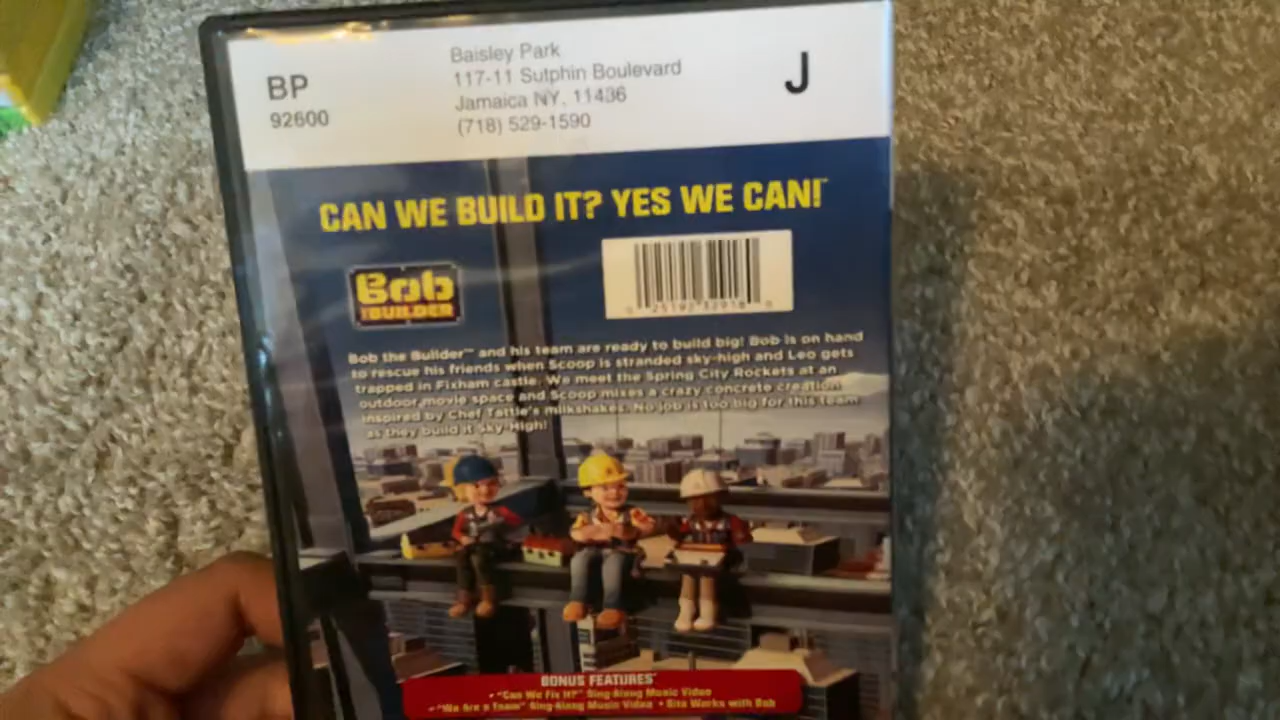 BP
92600
Baisley Park
117-11 Sutphin Boulevard
Jamaica NY, 11436
(718) 529-1590
J
CAN WE BUILD IT? YES WE CAN!™
Bob
THE BUILDER
Bob the Builder™ and his team are ready to build big! Bob is on hand
to rescue his friends when Scoop is stranded sky-high and Leo gets
trapped in Fixham castle. We meet the Spring City Rockets at an
outdoor movie space and Scoop mixes a crazy concrete creation
inspired by Chef Tattle's milkshakes. No job is too big for this team
as they build it Sky-High!
BONUS FEATURES
• "Can We Fix It?" Sing-Along Music Video
• "We Are a Team" Sing-Along Music Video • Site Works with Bob